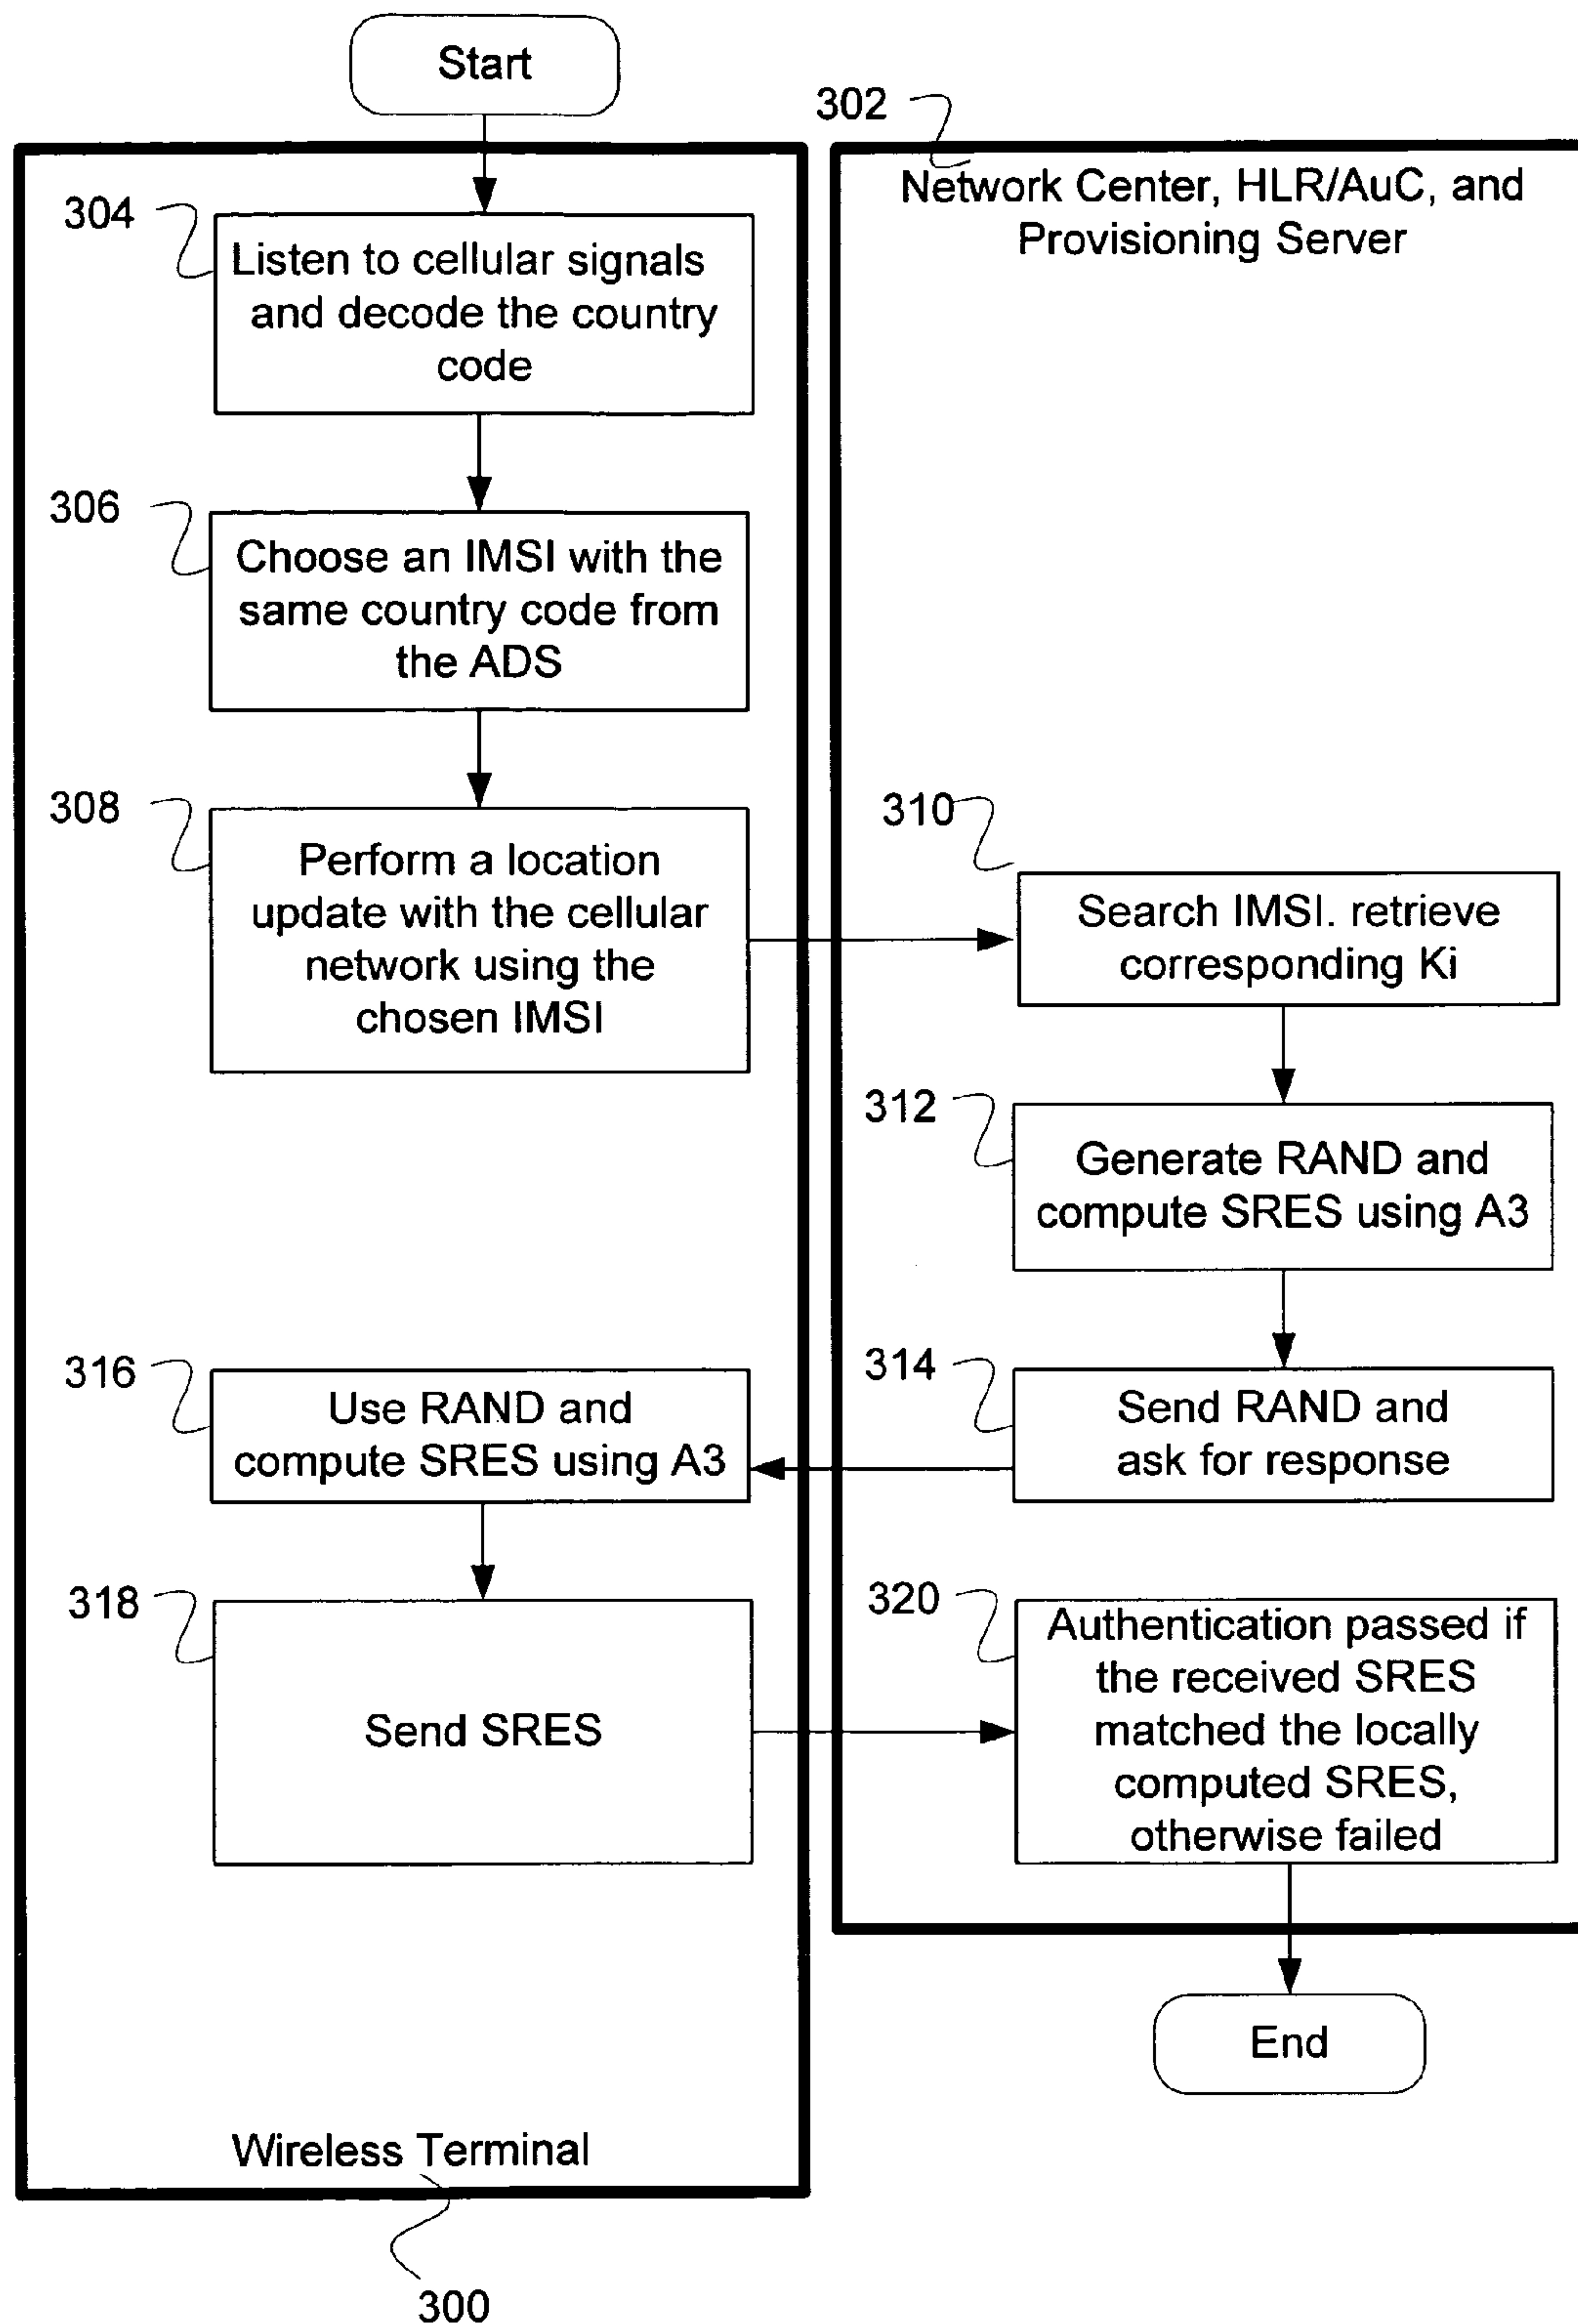 Start
302
Network Center, HLR/AuC, and
Provisioning Server
304
Listen to cellular signals
and decode the country
code
306
Choose an IMSI with the
same country code from
the ADS
308
Perform a location
update with the cellular
network using the
chosen IMSI
310
Search IMSI. retrieve
corresponding Ki
312
Generate RAND and
compute SRES using A3
314
Send RAND and
ask for response
316
Use RAND and
compute SRES using A3
318
Send SRES
320
Authentication passed if
the received SRES
matched the locally
computed SRES,
otherwise failed
End
Wireless Terminal
300